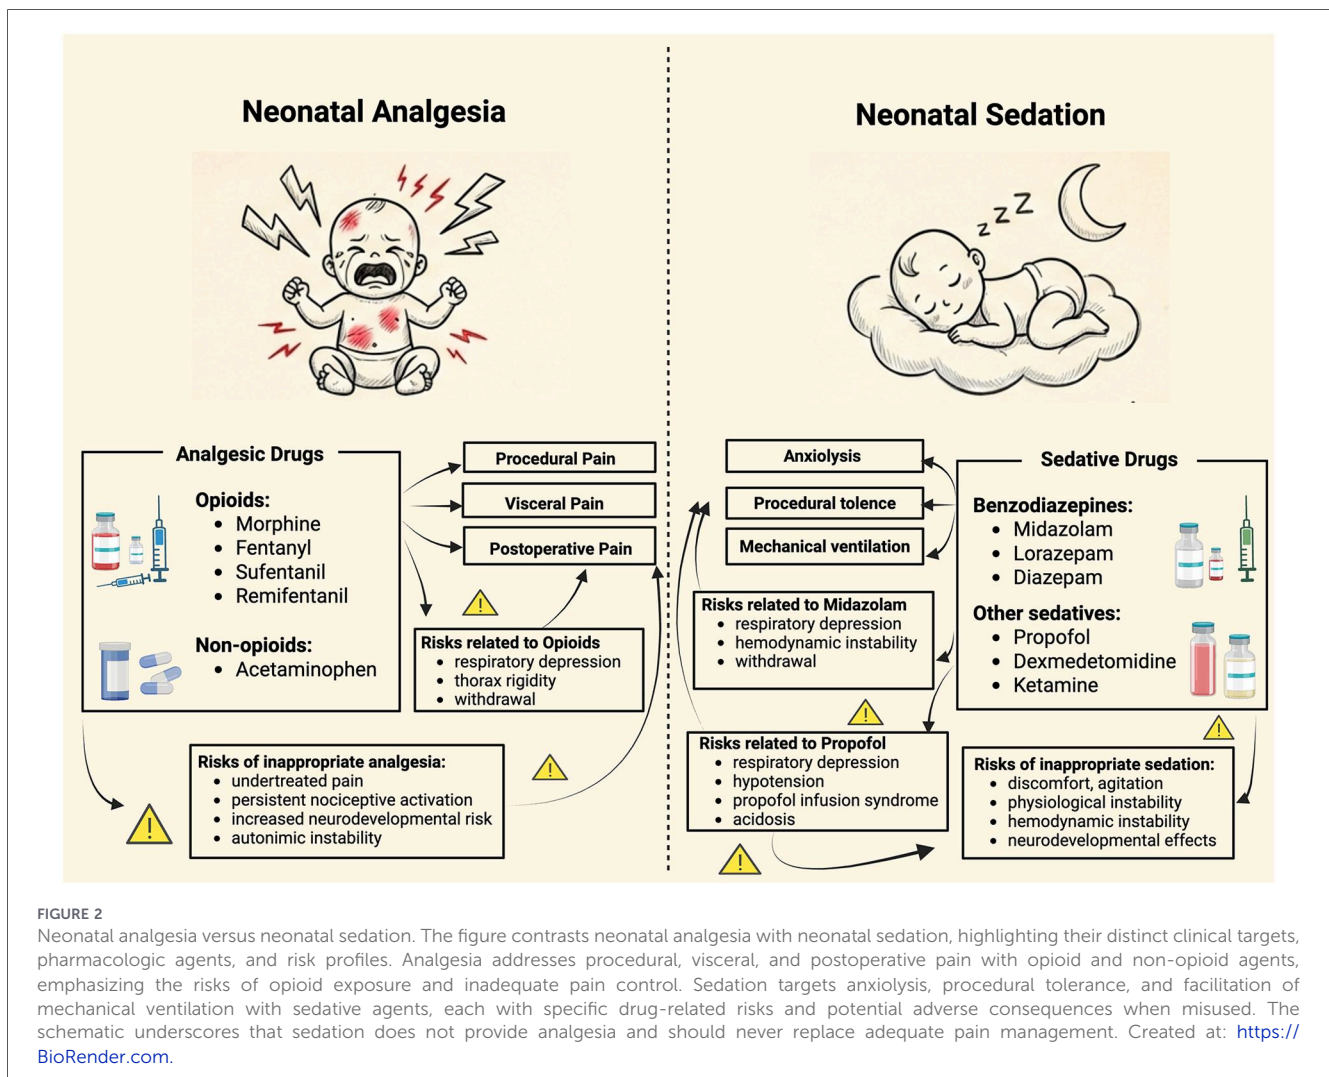 Neonatal Analgesia
Analgesic Drugs
Opioids:
• Morphine
• Fentanyl
• Sufentanil
• Remifentanil
Non-opioids:
• Acetaminophen
Procedural Pain
Visceral Pain
Postoperative Pain
Risks related to Opioids
• respiratory depression
• thorax rigidity
• withdrawal
Risks of inappropriate analgesia:
• undertreated pain
• persistent nociceptive activation
• increased neurodevelopmental risk
• autonimic instability
Neonatal Sedation
z z Z
Anxiolysis
Procedural tolence
Mechanical ventilation
Sedative Drugs
Benzodiazepines:
• Midazolam
• Lorazepam
• Diazepam
Other sedatives:
• Propofol
• Dexmedetomidine
• Ketamine
Risks related to Midazolam
• respiratory depression
• hemodynamic instability
• withdrawal
Risks related to Propofol
• respiratory depression
• hypotension
• propofol infusion syndrome
• acidosis
Risks of inappropriate sedation:
• discomfort, agitation
• physiological instability
• hemodynamic instability
• neurodevelopmental effects
FIGURE 2
Neonatal analgesia versus neonatal sedation. The figure contrasts neonatal analgesia with neonatal sedation, highlighting their distinct clinical targets,
pharmacologic agents, and risk profiles. Analgesia addresses procedural, visceral, and postoperative pain with opioid and non-opioid agents,
emphasizing the risks of opioid exposure and inadequate pain control. Sedation targets anxiolysis, procedural tolerance, and facilitation of
mechanical ventilation with sedative agents, each with specific drug-related risks and potential adverse consequences when misused. The
schematic underscores that sedation does not provide analgesia and should never replace adequate pain management. Created at: https://
BioRender.com.